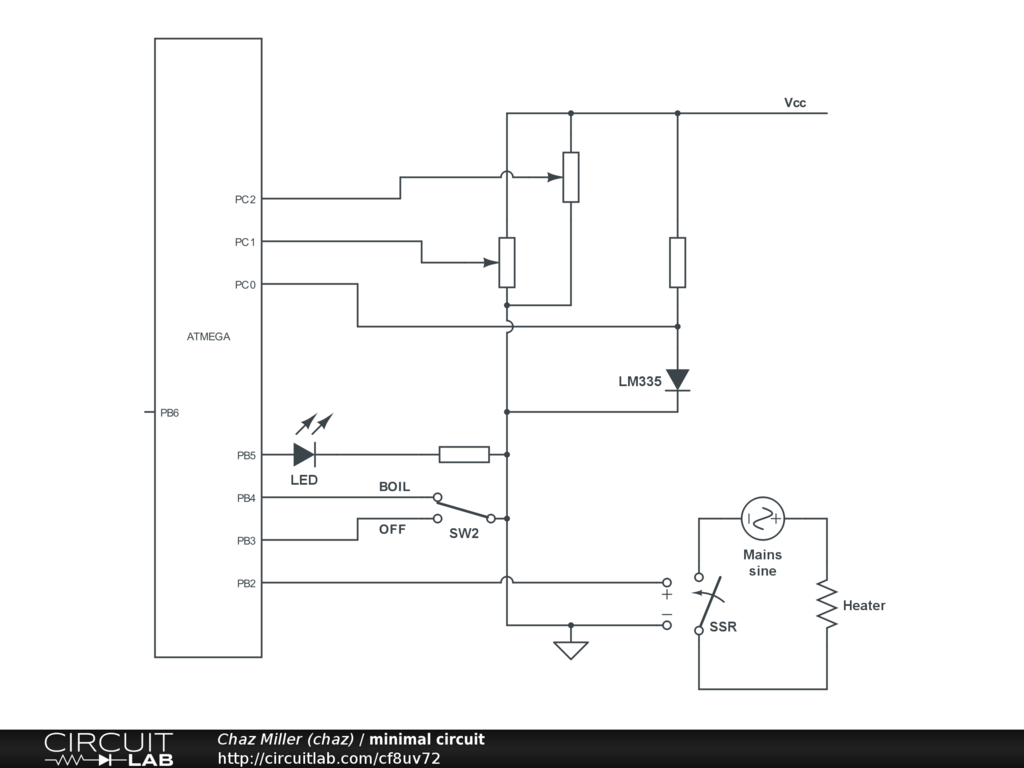 Vcc
PC2
PC1
PC0
ATMEGA
LM335
PB6
PB5
LED
PB4
BOIL
OFF
SW2
PB3
Mains
sine
PB2
+
−
SSR
Heater
CIRCUIT
LAB
Chaz Miller (chaz) / minimal circuit
http://circuitlab.com/cf8uv72